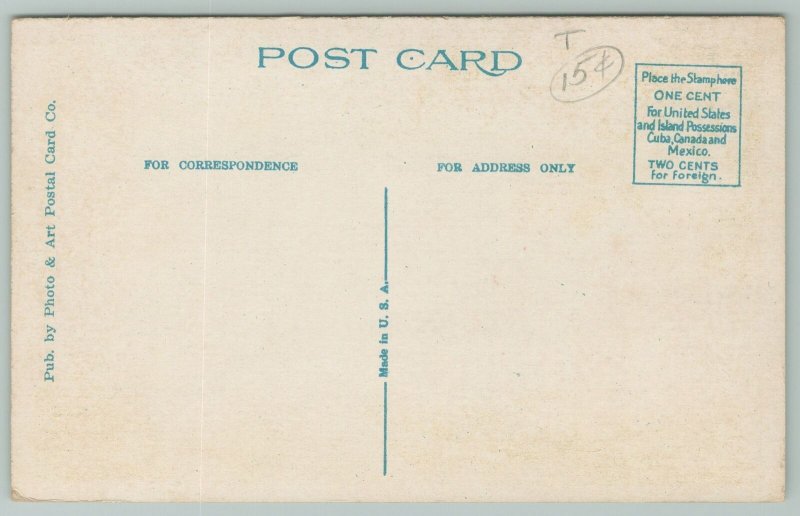 POST CARD
T
15¢
Place the Stamp here
ONE CENT
For United States
and Island Possessions
Cuba, Canada and
Mexico.
TWO CENTS
for Foreign.
FOR CORRESPONDENCE
FOR ADDRESS ONLY
Pub. by Photo & Art Postal Card Co.
Made in U. S. A.